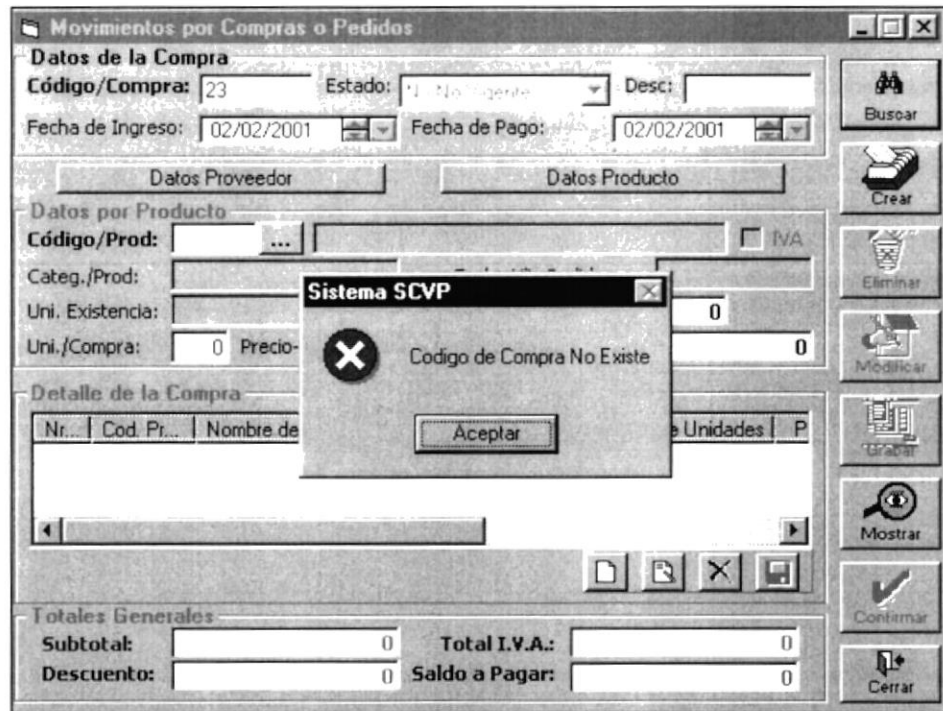 Movimientos por Compras o Pedidos
Datos de la Compra
Código/Compra: 23 Estado: N - No Vigente Desc:
Fecha de Ingreso: 02/02/2001 Fecha de Pago: 02/02/2001
Datos Proveedor Datos Producto
Datos por Producto
Código/Prod: ... IVA
Categ./Prod:
Uni. Existencia: 0
Uni./Compra: 0 Precio- 0
Sistema SCVP
Codigo de Compra No Existe
Aceptar
Detalle de la Compra
Nr... Cod. Pr... Nombre de e Unidades P
Totales Generales
Subtotal: 0 Total I.V.A.: 0
Descuento: 0 Saldo a Pagar: 0
Buscar
Crear
Eliminar
Modificar
Grabar
Mostrar
Confirmar
Cerrar